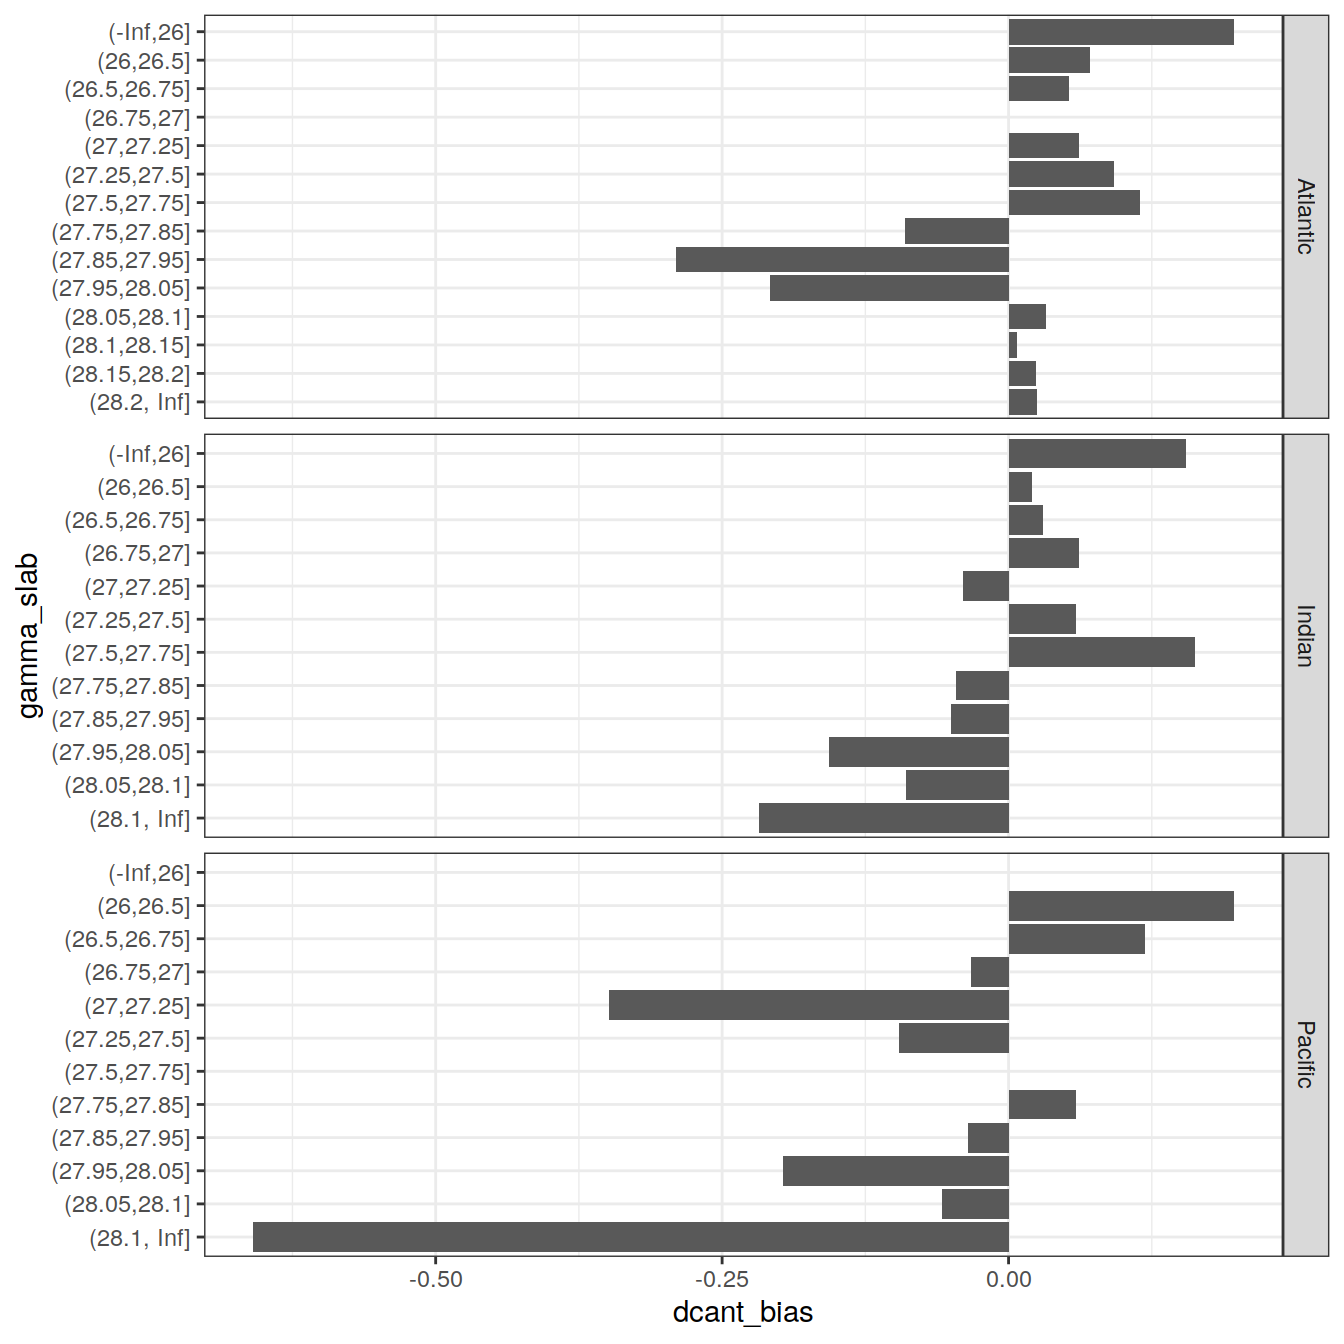 (-Inf,26]
(26,26.5]
(26.5,26.75]
(26.75,27]
(27,27.25]
(27.25,27.5]
(27.5,27.75]
(27.75,27.85]
(27.85,27.95]
(27.95,28.05]
(28.05,28.1]
(28.1,28.15]
(28.15,28.2]
(28.2, Inf]
Atlantic
(-Inf,26]
(26,26.5]
(26.5,26.75]
(26.75,27]
(27,27.25]
(27.25,27.5]
(27.5,27.75]
(27.75,27.85]
(27.85,27.95]
(27.95,28.05]
(28.05,28.1]
(28.1, Inf]
Indian
gamma_slab
(-Inf,26]
(26,26.5]
(26.5,26.75]
(26.75,27]
(27,27.25]
(27.25,27.5]
(27.5,27.75]
(27.75,27.85]
(27.85,27.95]
(27.95,28.05]
(28.05,28.1]
(28.1, Inf]
Pacific
-0.50 -0.25 0.00
dcant_bias